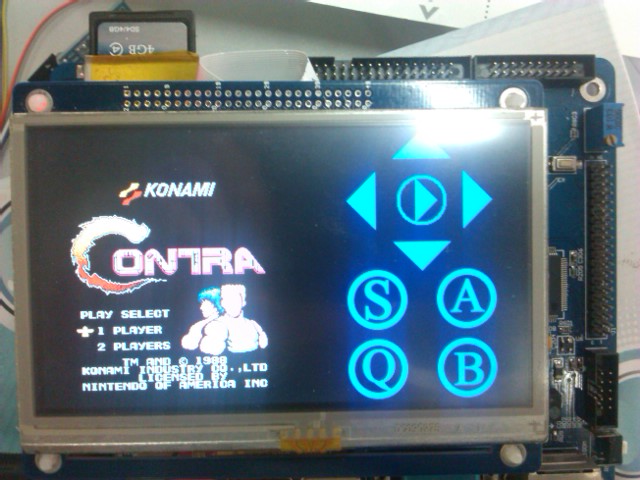 4GB
KONAMI
CONTRA
PLAY SELECT
1 PLAYER
2 PLAYERS
TM AND © 1988
KONAMI INDUSTRY CO.,LTD
LICENSED BY
NINTENDO OF AMERICA INC
S
A
Q
B